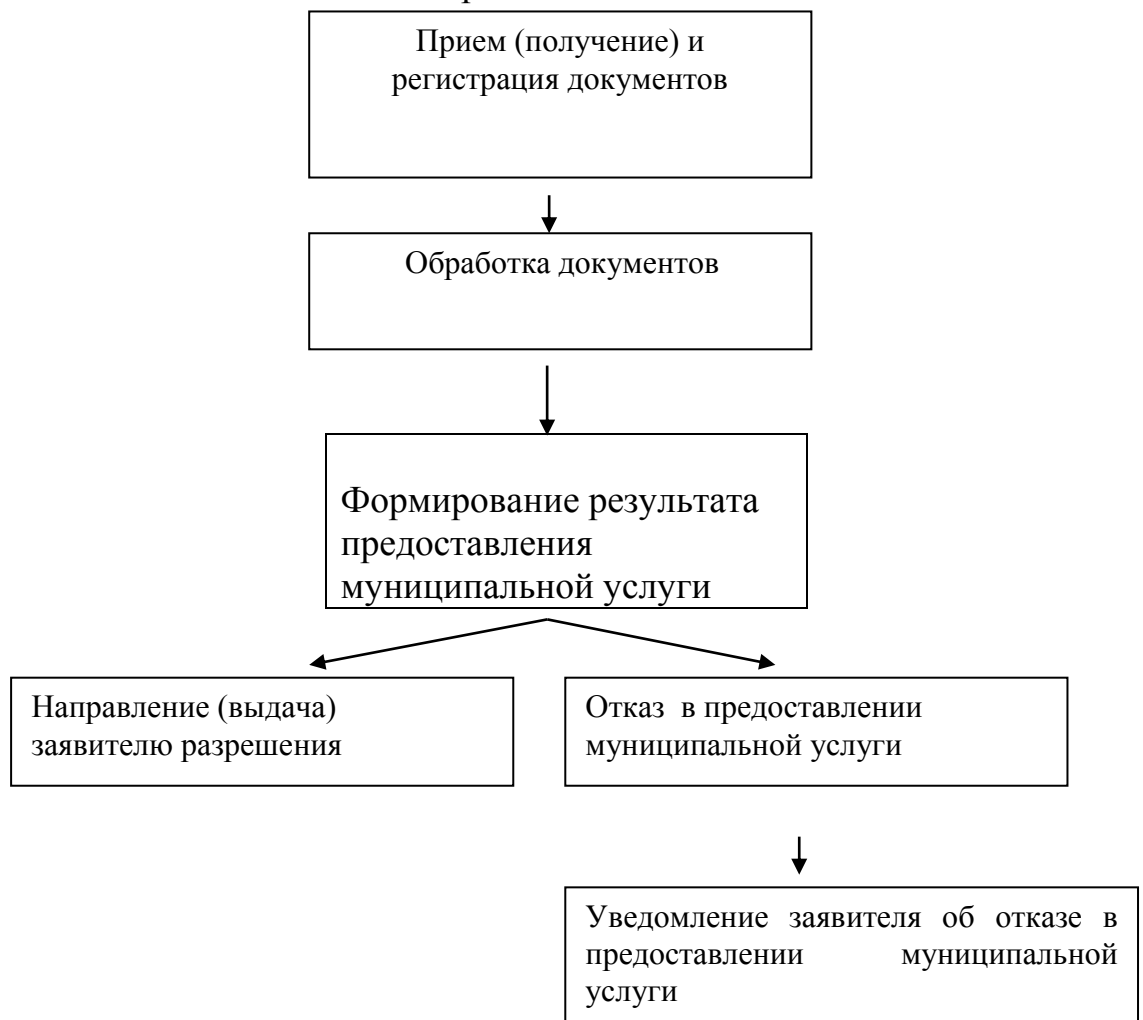 Прием (получение) и
регистрация документов
Обработка документов
Формирование результата
предоставления
муниципальной услуги
Направление (выдача)
заявителю разрешения
Отказ в предоставлении
муниципальной услуги
Уведомление заявителя об отказе в
предоставлении муниципальной
услуги